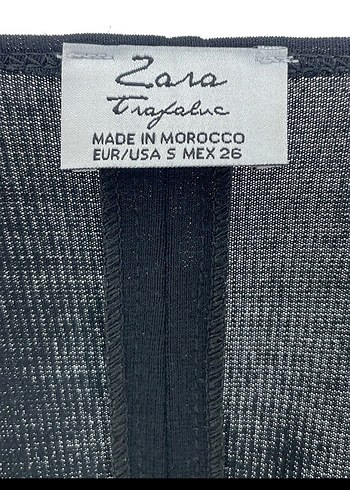 Zara
Trafaluc
MADE IN MOROCCO
EUR/USA S MEX 26